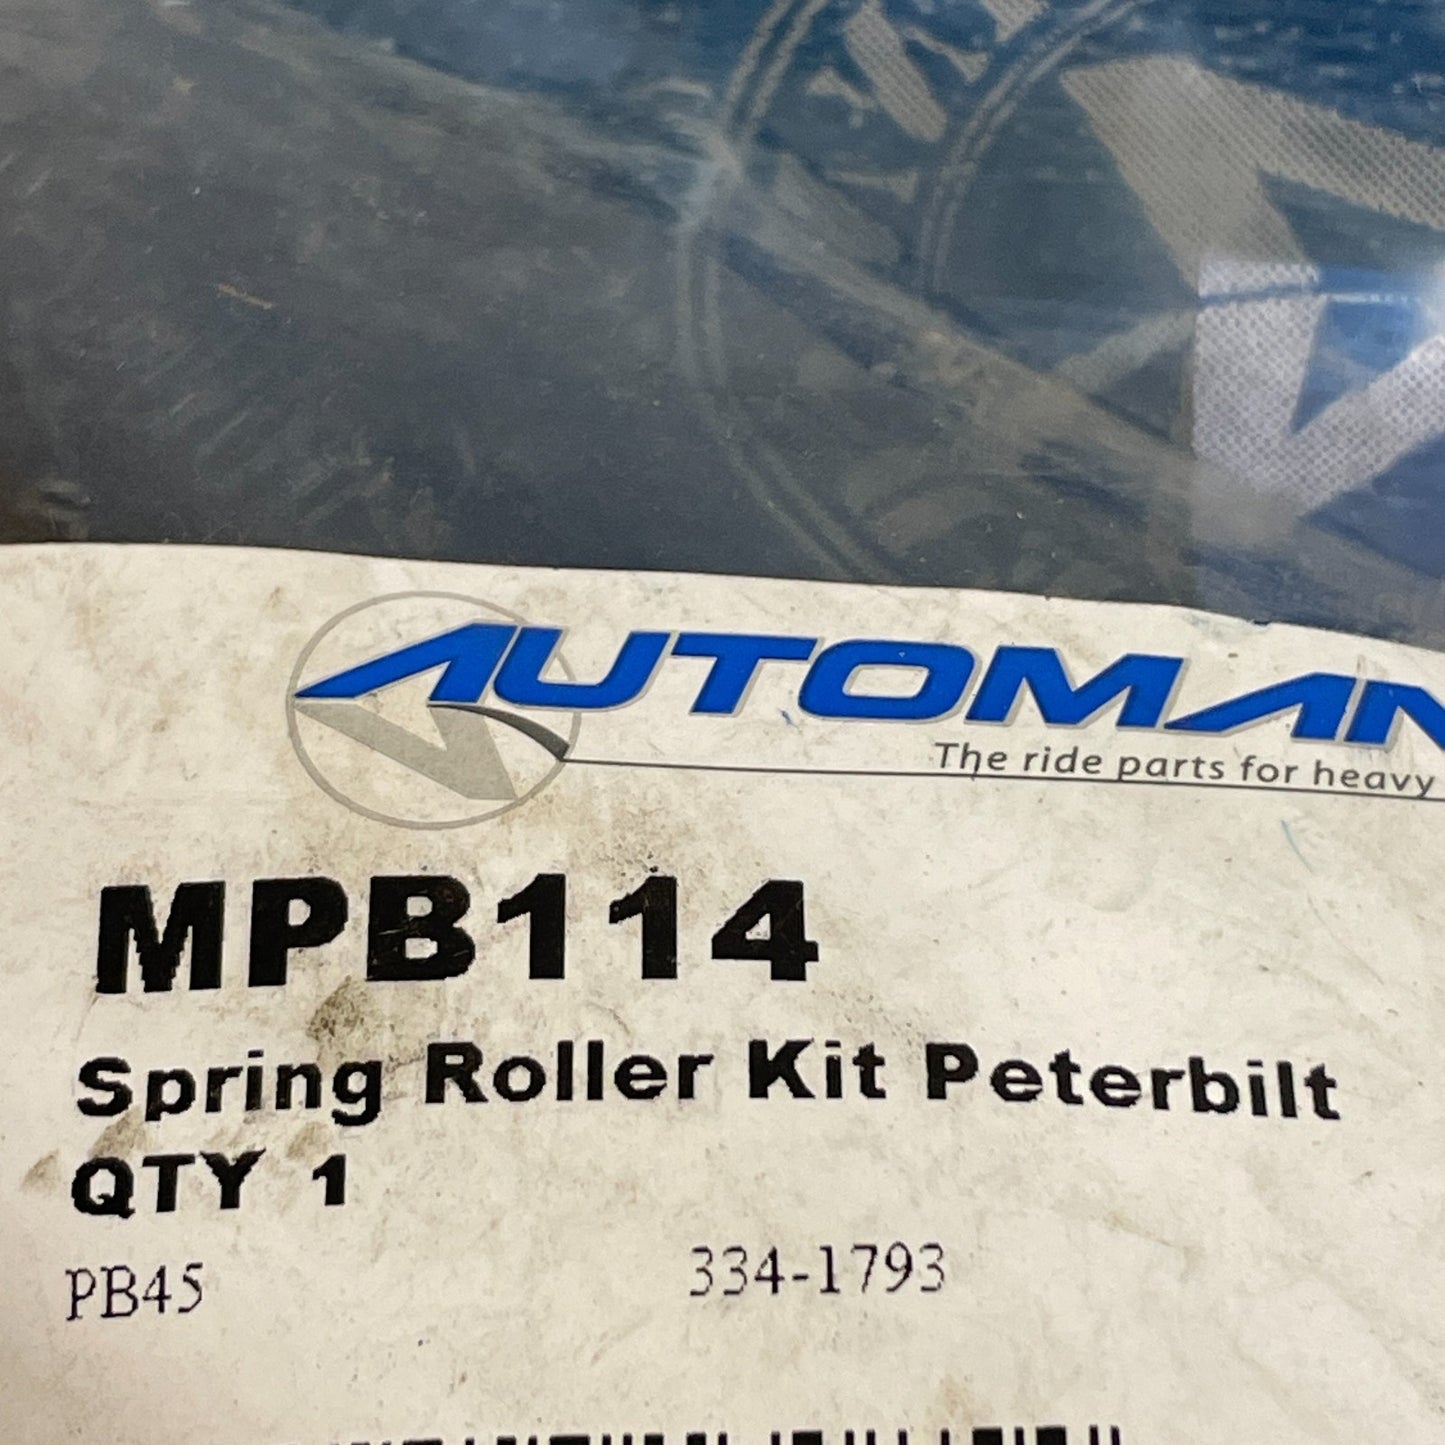 AUTOMAN
The ride parts for heavy
MPB114
Spring Roller Kit Peterbilt
QTY 1
PB45 334-1793